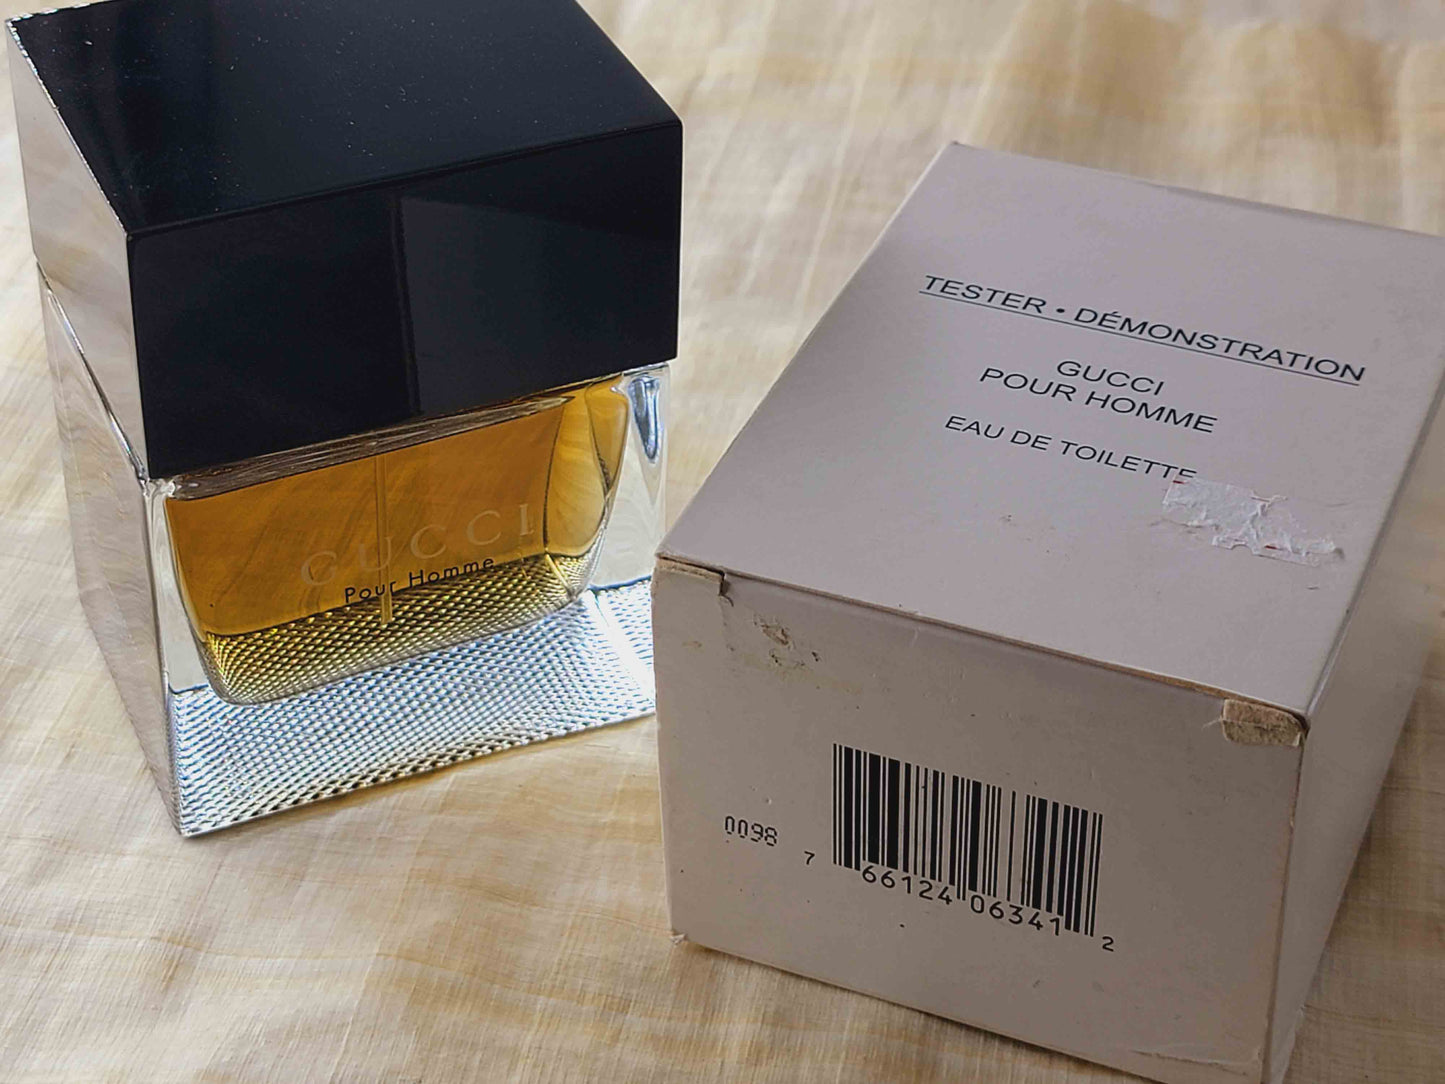 GUCCI
Pour Homme
TESTER • DÉMONSTRATION
GUCCI
POUR HOMME
EAU DE TOILETTE
0098
7 66124 06341 2